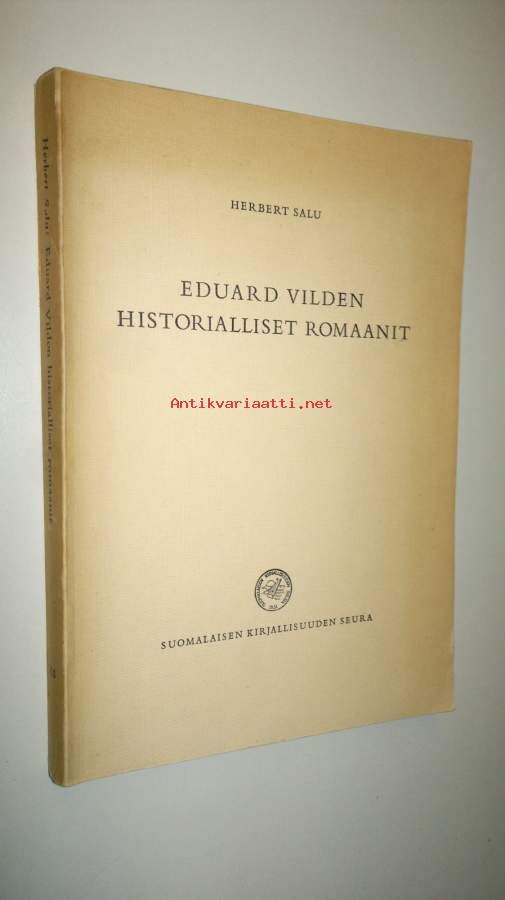 HERBERT SALU
EDUARD VILDEN
HISTORIALLISET ROMAANIT
Antikvariaatti.net
SUOMALAISEN KIRJALLISUUDEN SEURA
Herbert Salu: Eduard Vilden historialliset romaanit